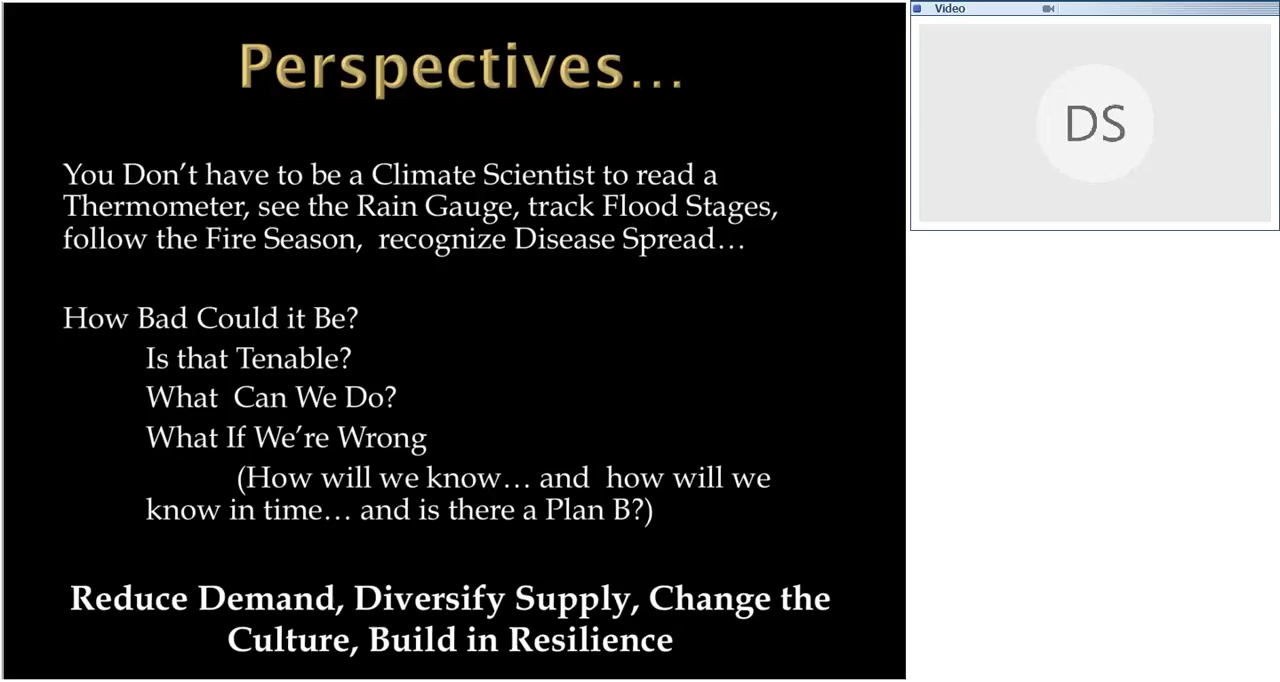 Perspectives...
You Don't have to be a Climate Scientist to read a
Thermometer, see the Rain Gauge, track Flood Stages,
follow the Fire Season,  recognize Disease Spread...
How Bad Could it Be?
Is that Tenable?
What  Can We Do?
What If We're Wrong
(How will we know... and  how will we
know in time... and is there a Plan B?)
Reduce Demand, Diversify Supply, Change the
Culture, Build in Resilience
Video
DS